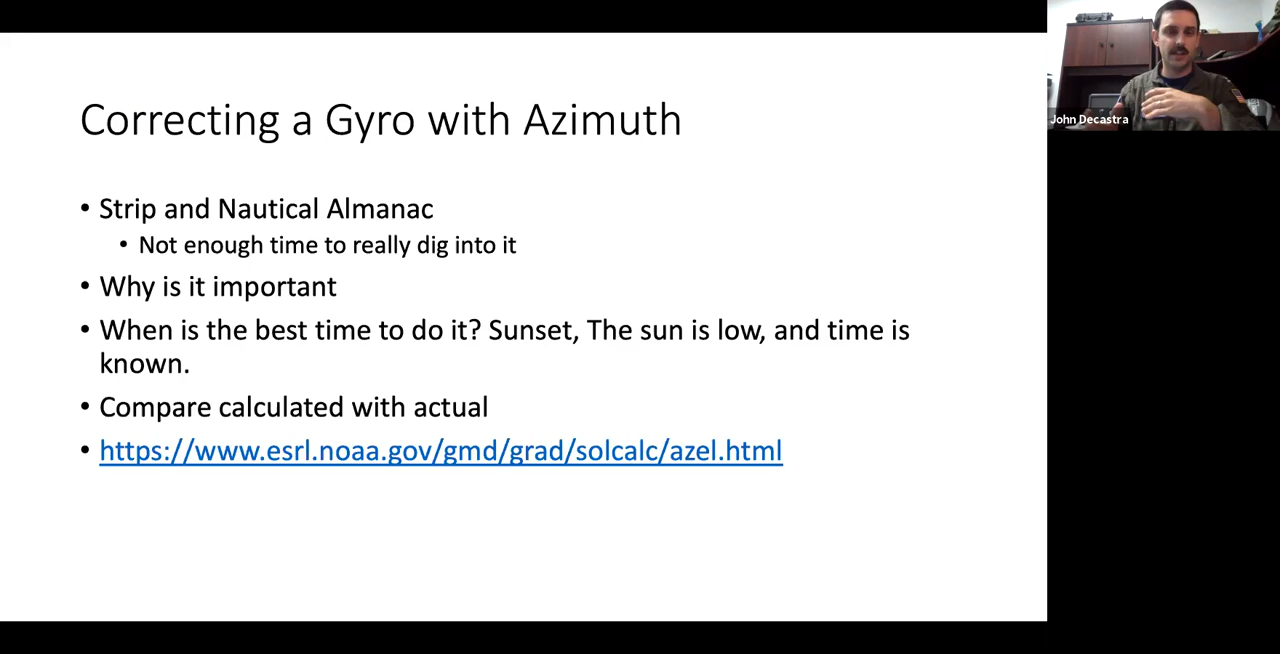 Correcting a Gyro with Azimuth
• Strip and Nautical Almanac
• Not enough time to really dig into it
• Why is it important
• When is the best time to do it? Sunset, The sun is low, and time is
known.
• Compare calculated with actual
• https://www.esrl.noaa.gov/gmd/grad/solcalc/azel.html
John Decastra